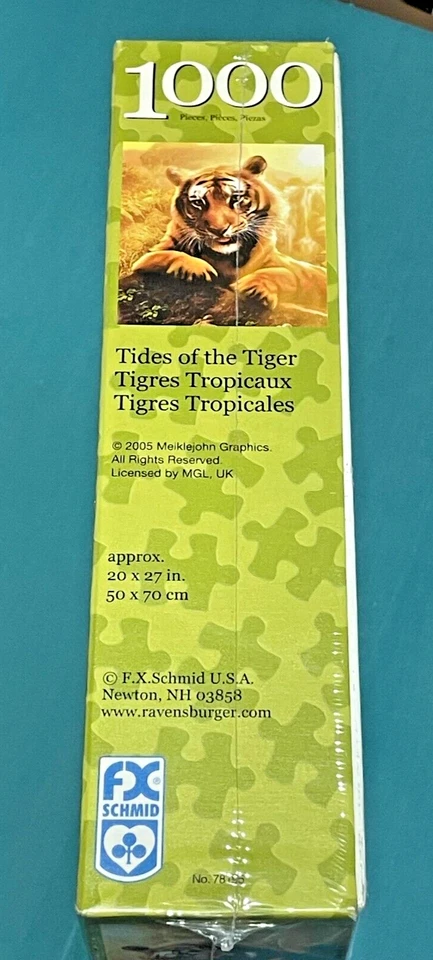 1000
Pieces, Pièces, Piezas
Tides of the Tiger
Tigres Tropicaux
Tigres Tropicales
© 2005 Meiklejohn Graphics.
All Rights Reserved.
Licensed by MGL, UK
approx.
20 x 27 in.
50 x 70 cm
© F.X.Schmid U.S.A.
Newton, NH 03858
www.ravensburger.com
FX®
SCHMID
No.